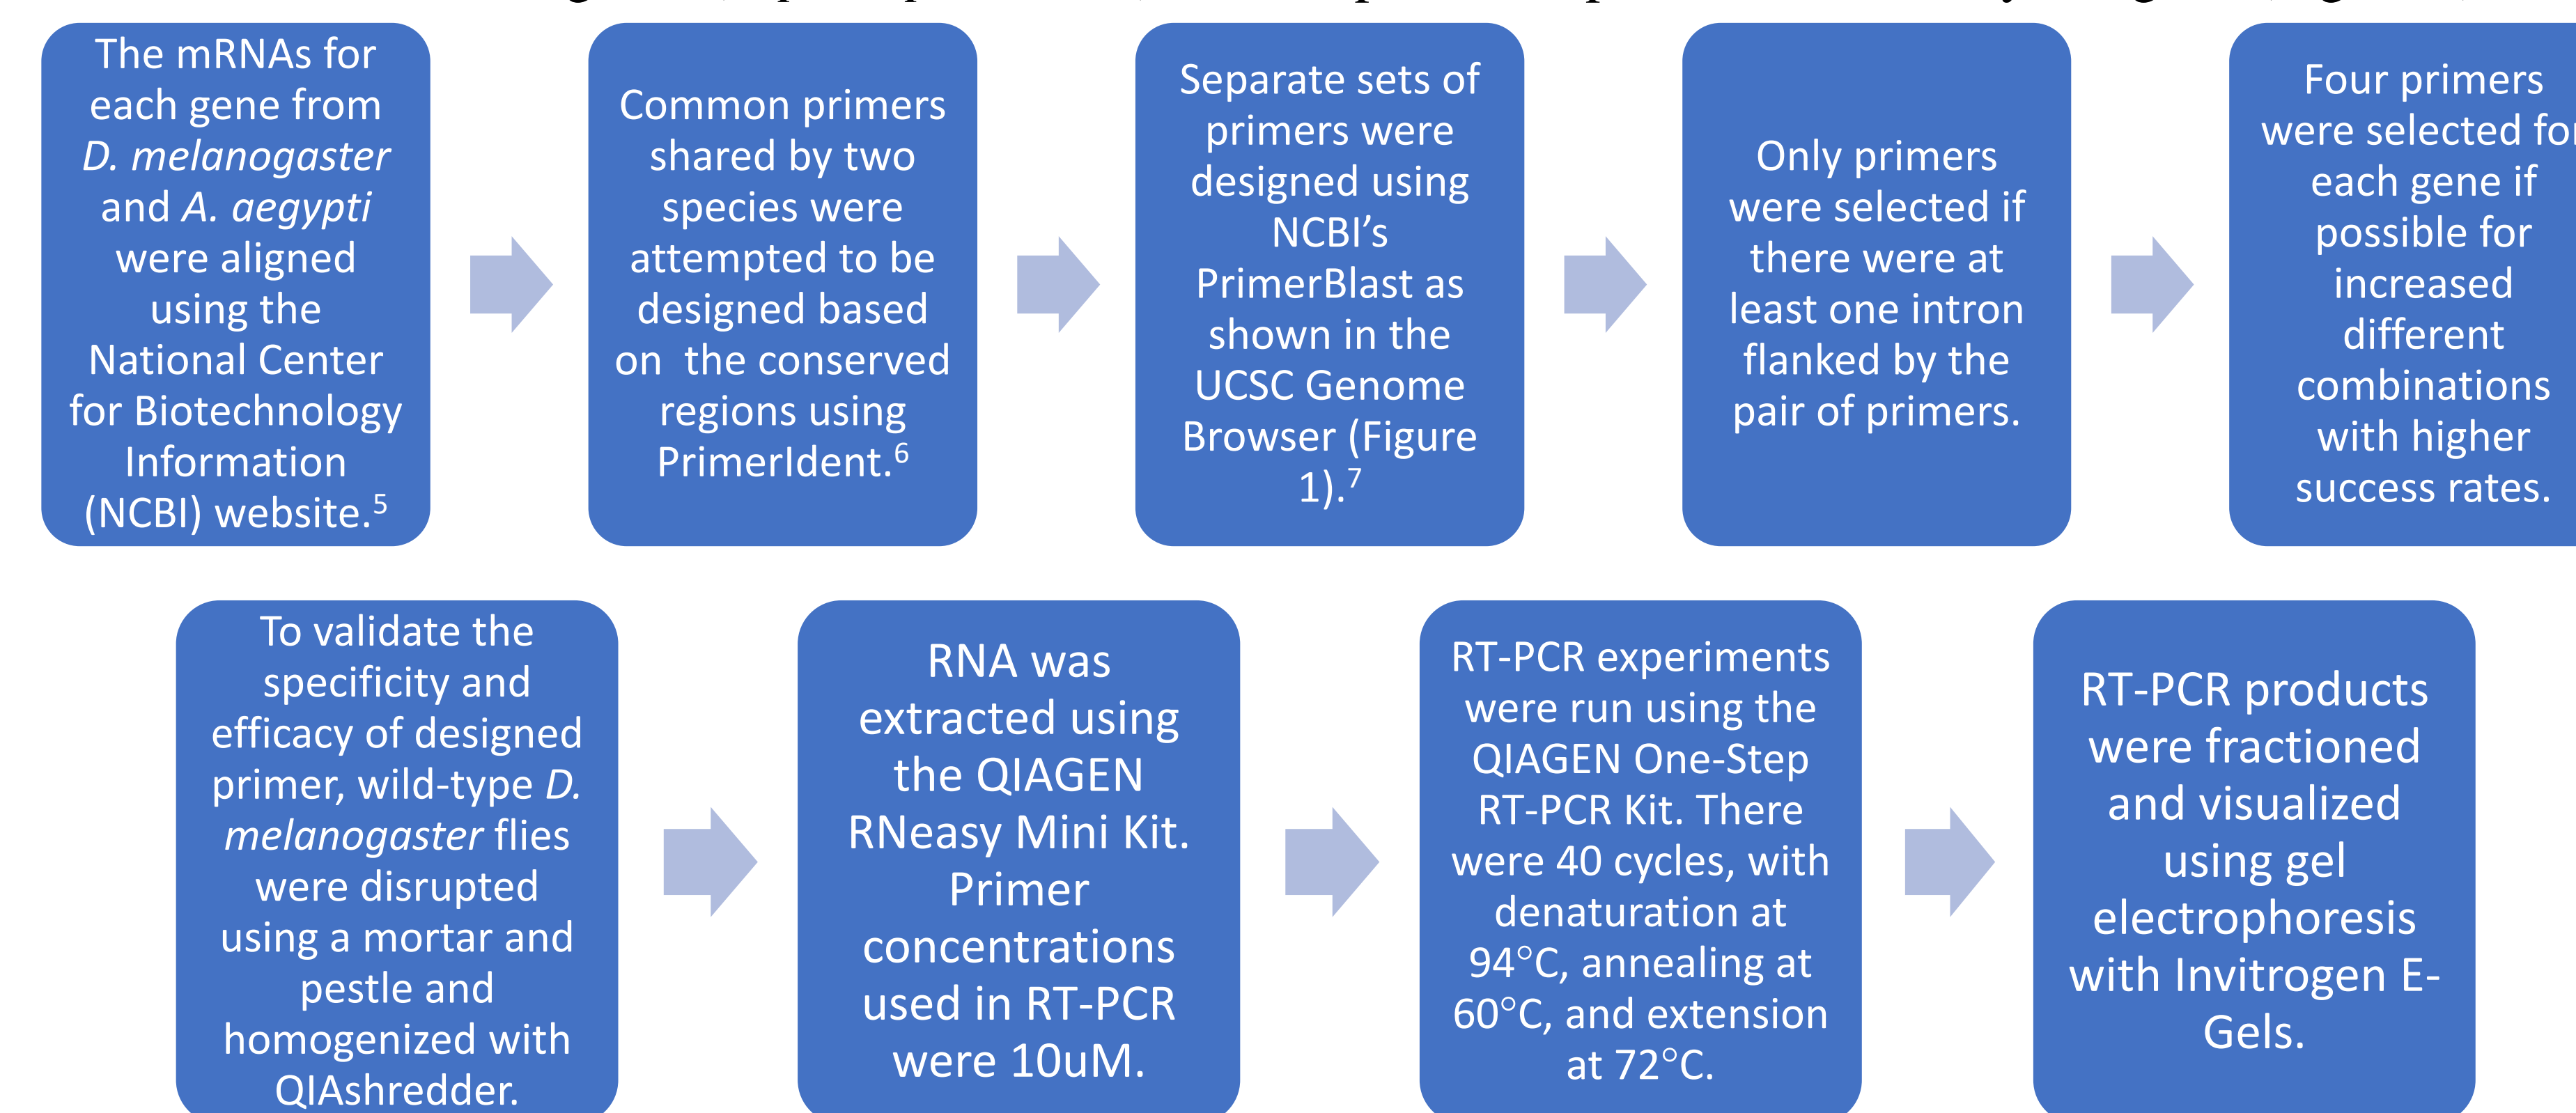 The mRNAs for
each gene from
D. melanogaster
and A. aegypti
were aligned
using the
National Center
for Biotechnology
Information
(NCBI) website.⁵
Common primers
shared by two
species were
attempted to be
designed based
on the conserved
regions using
PrimerIdent.⁶
Separate sets of
primers were
designed using
NCBI’s
PrimerBlast as
shown in the
UCSC Genome
Browser (Figure
1).⁷
Only primers
were selected if
there were at
least one intron
flanked by the
pair of primers.
Four primers
were selected for
each gene if
possible for
increased
different
combinations
with higher
success rates.
To validate the
specificity and
efficacy of designed
primer, wild-type D.
melanogaster flies
were disrupted
using a mortar and
pestle and
homogenized with
QIAshredder.
RNA was
extracted using
the QIAGEN
RNeasy Mini Kit.
Primer
concentrations
used in RT-PCR
were 10uM.
RT-PCR experiments
were run using the
QIAGEN One-Step
RT-PCR Kit. There
were 40 cycles, with
denaturation at
94°C, annealing at
60°C, and extension
at 72°C.
RT-PCR products
were fractioned
and visualized
using gel
electrophoresis
with Invitrogen E-
Gels.